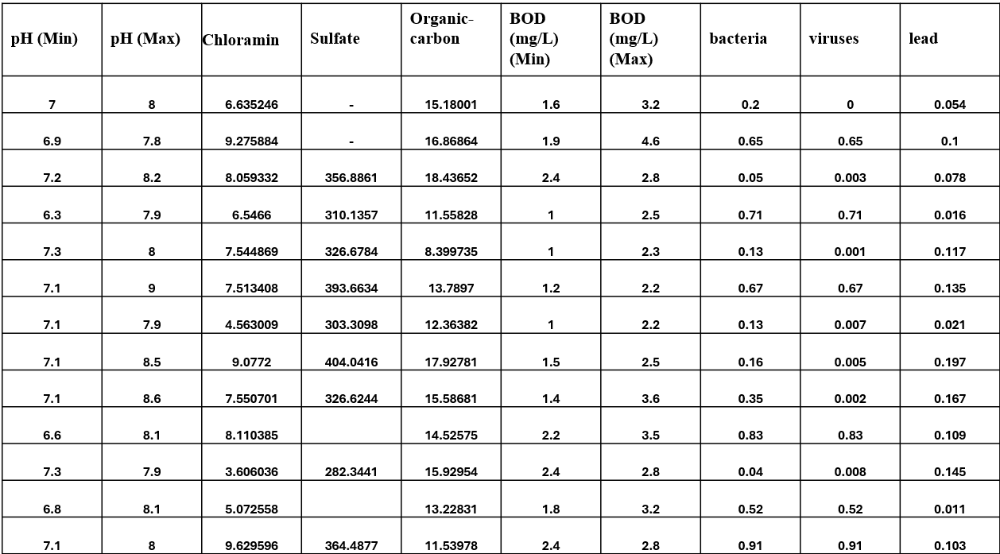 pH (Min) pH (Max) Chloramin Sulfate Organic-carbon BOD (mg/L) (Min) BOD (mg/L) (Max) bacteria viruses lead
7 8 6.635246 - 15.18001 1.6 3.2 0.2 0 0.054
6.9 7.8 9.275884 - 16.86864 1.9 4.6 0.65 0.65 0.1
7.2 8.2 8.059332 356.8861 18.43652 2.4 2.8 0.05 0.003 0.078
6.3 7.9 6.5466 310.1357 11.55828 1 2.5 0.71 0.71 0.016
7.3 8 7.544869 326.6784 8.399735 1 2.3 0.13 0.001 0.117
7.1 9 7.513408 393.6634 13.7897 1.2 2.2 0.67 0.67 0.135
7.1 7.9 4.563009 303.3098 12.36382 1 2.2 0.13 0.007 0.021
7.1 8.5 9.0772 404.0416 17.92781 1.5 2.5 0.16 0.005 0.197
7.1 8.6 7.550701 326.6244 15.58681 1.4 3.6 0.35 0.002 0.167
6.6 8.1 8.110385 14.52575 2.2 3.5 0.83 0.83 0.109
7.3 7.9 3.606036 282.3441 15.92954 2.4 2.8 0.04 0.008 0.145
6.8 8.1 5.072558 13.22831 1.8 3.2 0.52 0.52 0.011
7.1 8 9.629596 364.4877 11.53978 2.4 2.8 0.91 0.91 0.103